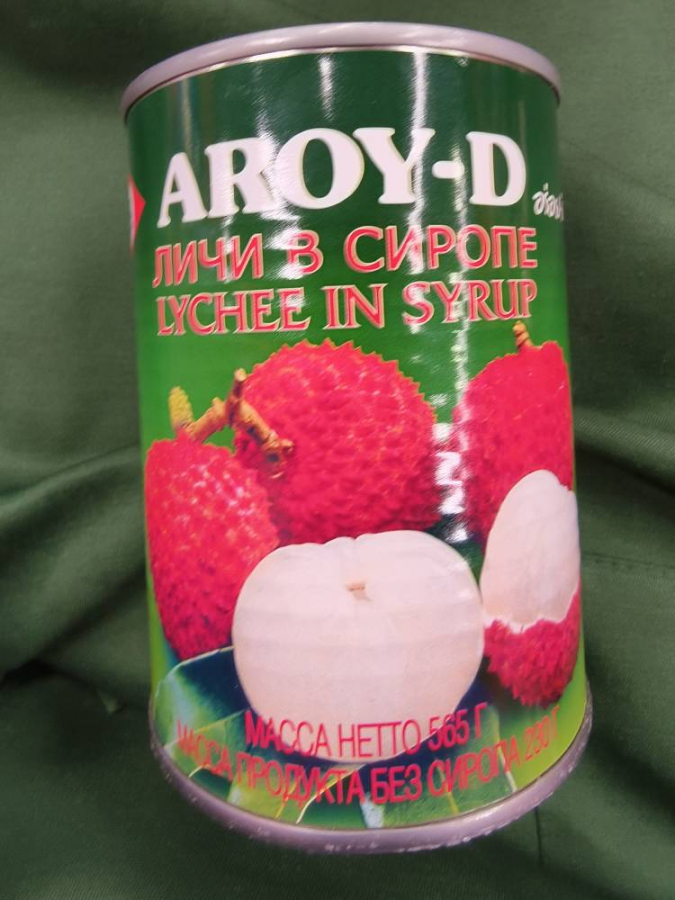 AROY-D
ЛИЧИ В СИРОПЕ
LYCHEE IN SYRUP
МАССА НЕТТО 565 Г
МАССА ПРОДУКТА БЕЗ СИРОПА 230 Г